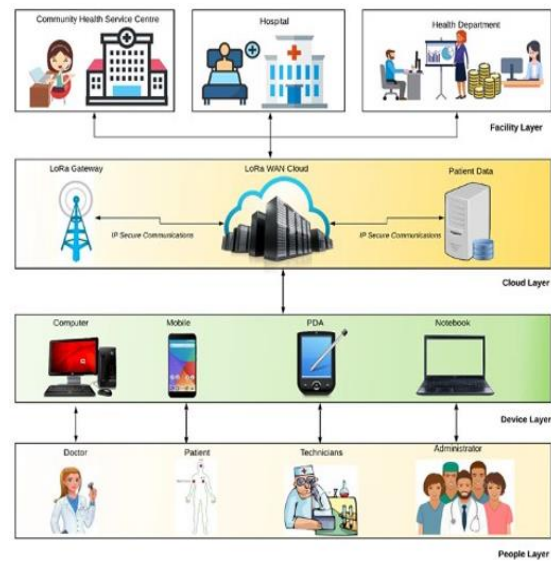 Community Health Service Centre
Hospital
Health Department
Facility Layer
LoRa Gateway
LoRa WAN Cloud
Patient Data
IP Secure Communications
IP Secure Communications
Cloud Layer
Computer
Mobile
PDA
Notebook
Device Layer
Doctor
Patient
Technicians
Administrator
People Layer